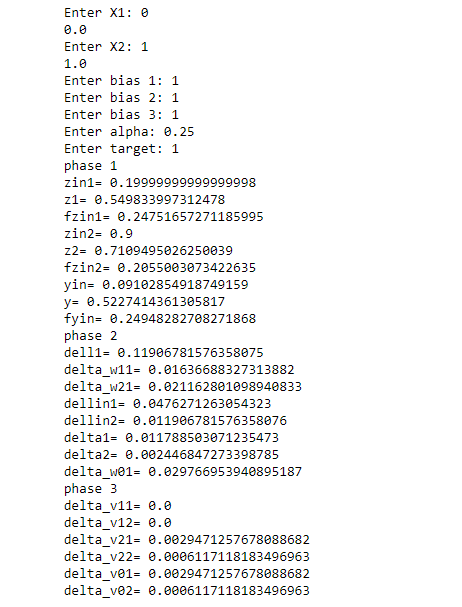 Enter X1: 0
0.0
Enter X2: 1
1.0
Enter bias 1: 1
Enter bias 2: 1
Enter bias 3: 1
Enter alpha: 0.25
Enter target: 1
phase 1
zin1= 0.19999999999999998
z1= 0.549833997312478
fzin1= 0.24751657271185995
zin2= 0.9
z2= 0.7109495026250039
fzin2= 0.2055003073422635
yin= 0.09102854918749159
y= 0.5227414361305817
fyin= 0.24948282708271868
phase 2
dell1= 0.11906781576358075
delta_w11= 0.01636688327313882
delta_w21= 0.021162801098940833
dellin1= 0.0476271263054323
dellin2= 0.011906781576358076
delta1= 0.011788503071235473
delta2= 0.002446847273398785
delta_w01= 0.029766953940895187
phase 3
delta_v11= 0.0
delta_v12= 0.0
delta_v21= 0.0029471257678088682
delta_v22= 0.0006117118183496963
delta_v01= 0.0029471257678088682
delta_v02= 0.0006117118183496963